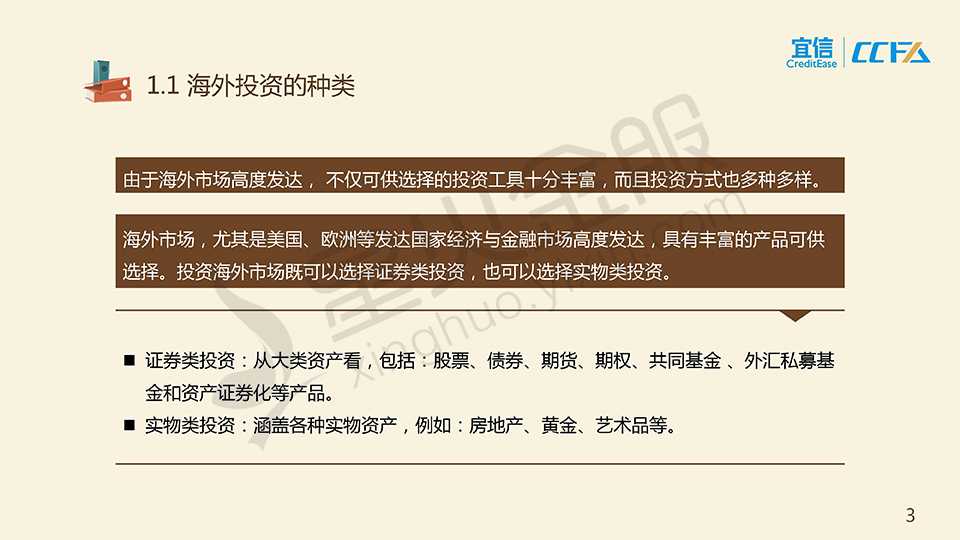 宜信
CreditEase
CCFA
1.1 海外投资的种类
由于海外市场高度发达， 不仅可供选择的投资工具十分丰富，而且投资方式也多种多样。
海外市场，尤其是美国、欧洲等发达国家经济与金融市场高度发达，具有丰富的产品可供
选择。投资海外市场既可以选择证券类投资，也可以选择实物类投资。
■ 证券类投资：从大类资产看，包括：股票、债券、期货、期权、共同基金 、外汇私募基
金和资产证券化等产品。
■ 实物类投资：涵盖各种实物资产，例如：房地产、黄金、艺术品等。
星火金服
xinghuo.yixin.com
3